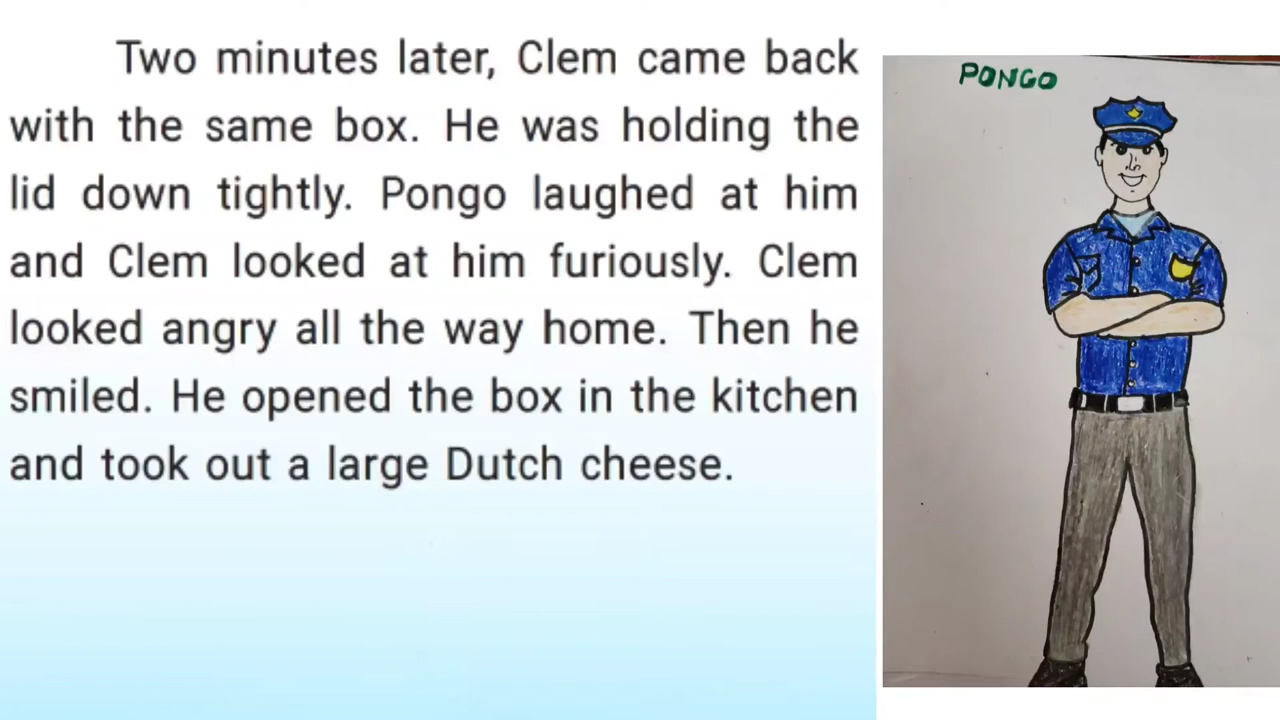 Two minutes later, Clem came back
with the same box. He was holding the
lid down tightly. Pongo laughed at him
and Clem looked at him furiously. Clem
looked angry all the way home. Then he
smiled. He opened the box in the kitchen
and took out a large Dutch cheese.
PONGO